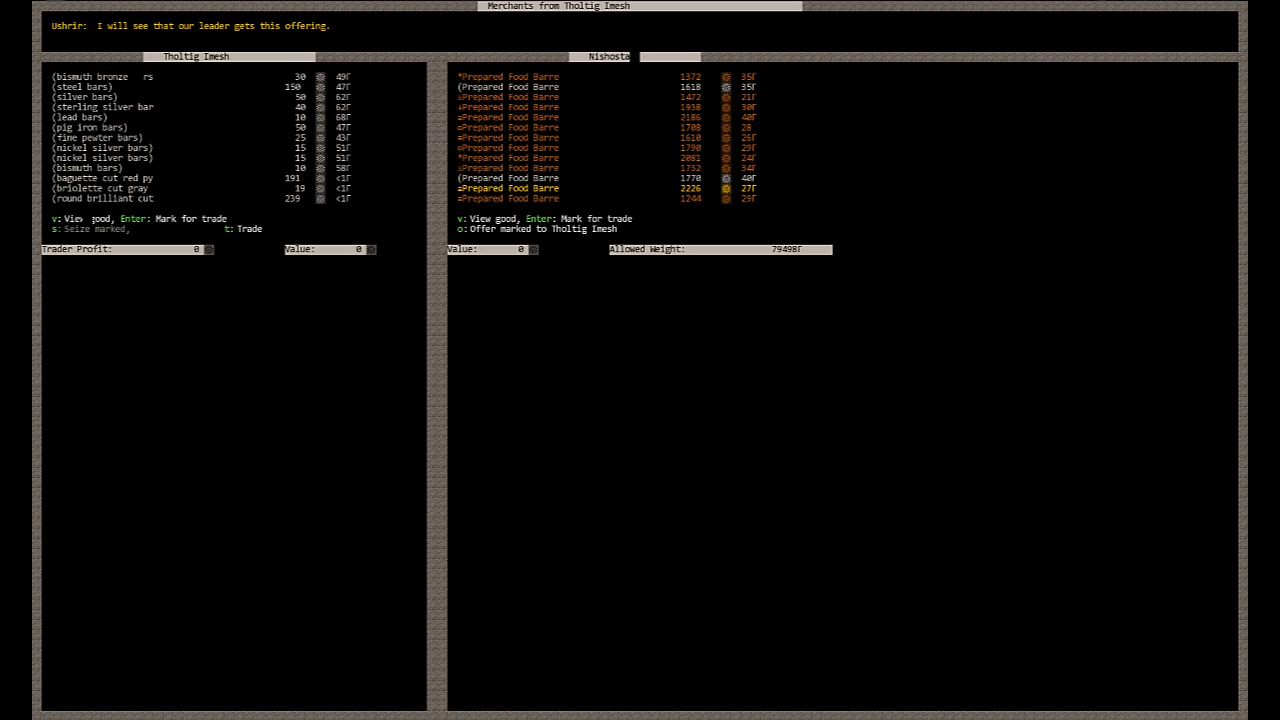 Merchants from Tholtig Imesh
Ushrir:  I will see that our leader gets this offering.
Tholtig Imesh
(bismuth bronze   rs 30 ☼ 49Γ
(steel bars) 150 ☼ 47Γ
(silver bars) 50 ☼ 62Γ
(sterling silver bar 40 ☼ 62Γ
(lead bars) 10 ☼ 68Γ
(pig iron bars) 50 ☼ 47Γ
(fine pewter bars) 25 ☼ 43Γ
(nickel silver bars) 15 ☼ 51Γ
(nickel silver bars) 15 ☼ 51Γ
(bismuth bars) 10 ☼ 58Γ
(baguette cut red py 191 ☼ <1Γ
(briolette cut gray 19 ☼ <1Γ
(round brilliant cut 239 ☼ <1Γ
v: View good, Enter: Mark for trade
s: Seize marked, t: Trade
Trader Profit: 0☼ Value: 0☼
Nishosta
*Prepared Food Barre 1372 ☼ 35Γ
(Prepared Food Barre 1618 ☼ 35Γ
≡Prepared Food Barre 1472 ☼ 21Γ
+Prepared Food Barre 1938 ☼ 30Γ
=Prepared Food Barre 2186 ☼ 40Γ
Prepared Food Barre 1708 ☼ 28
=Prepared Food Barre 1610 ☼ 26Γ
Prepared Food Barre 1790 ☼ 29Γ
*Prepared Food Barre 2081 ☼ 24Γ
≡Prepared Food Barre 1732 ☼ 34Γ
(Prepared Food Barre 1770 ☼ 40Γ
=Prepared Food Barre 2226 ☼ 27Γ
=Prepared Food Barre 1244 ☼ 29Γ
v: View good, Enter: Mark for trade
o: Offer marked to Tholtig Imesh
Value: 0☼ Allowed Weight: 79498Γ